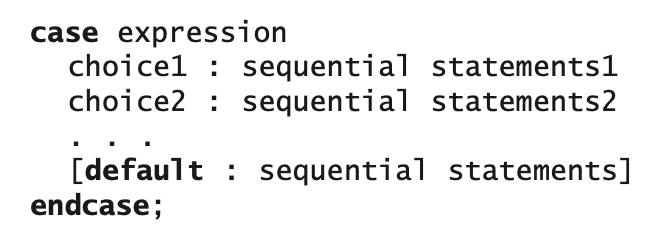 case expression
choice1 : sequential statements1
choice2 : sequential statements2
. . .
[default : sequential statements]
endcase;